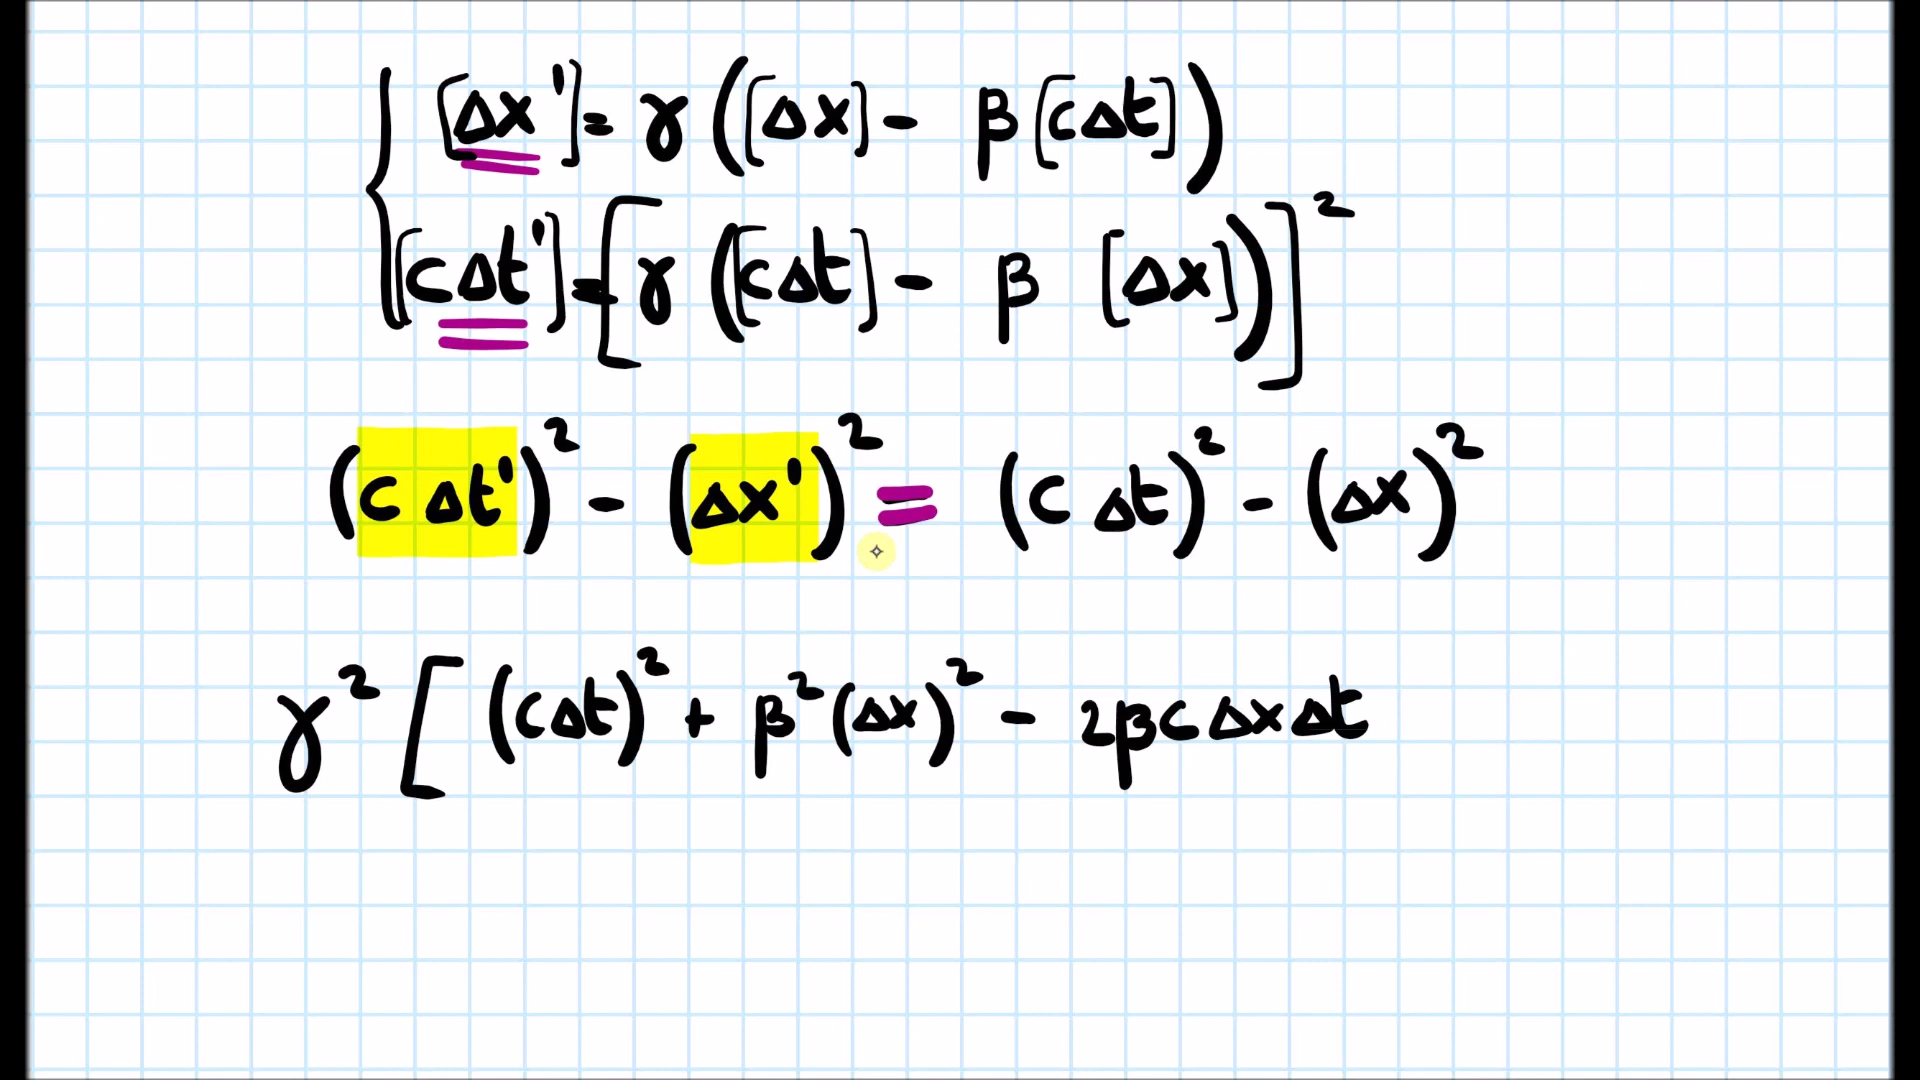 [Δx'] = γ ([Δx] - β [cΔt])
[cΔt'] = [γ ([cΔt] - β [Δx])]²
(c Δt')² - (Δx')² = (c Δt)² - (Δx)²
γ² [ (cΔt)² + β² (Δx)² - 2βcΔxΔt